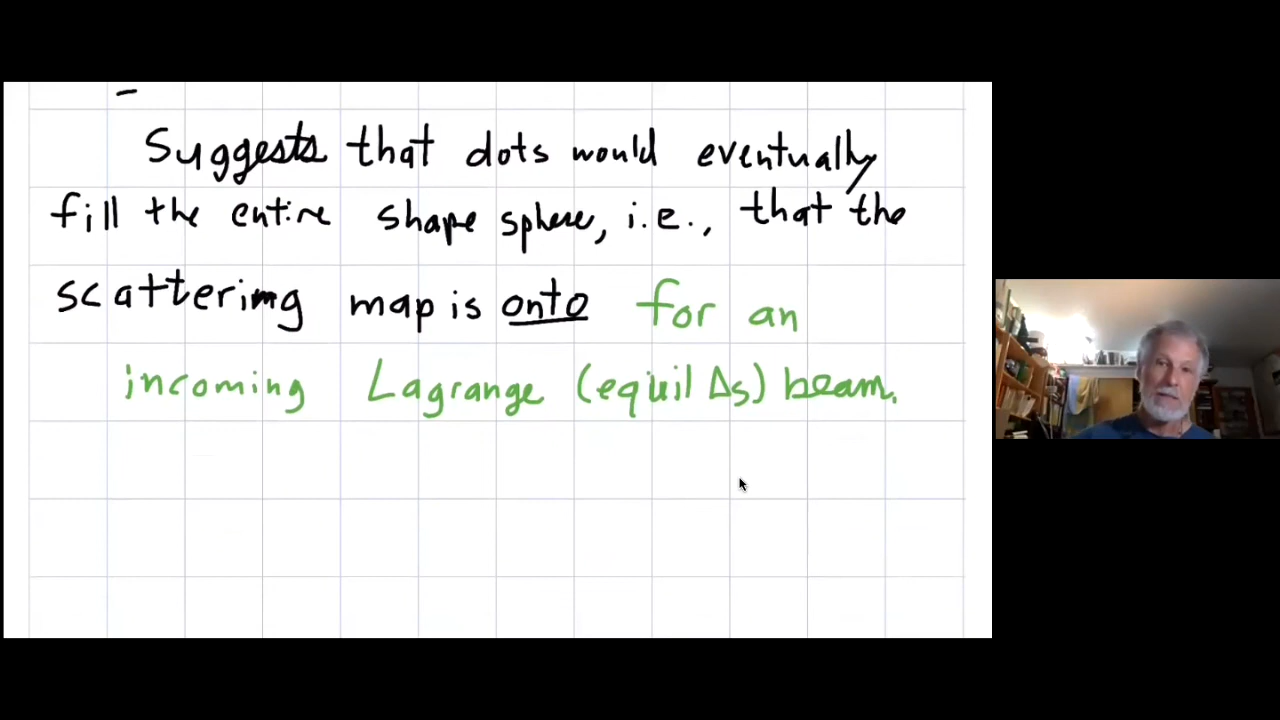 Suggests that dots would eventually
fill the entire shape sphere, i.e., that the
scattering map is onto for an
incoming Lagrange (equil Δs) beam.